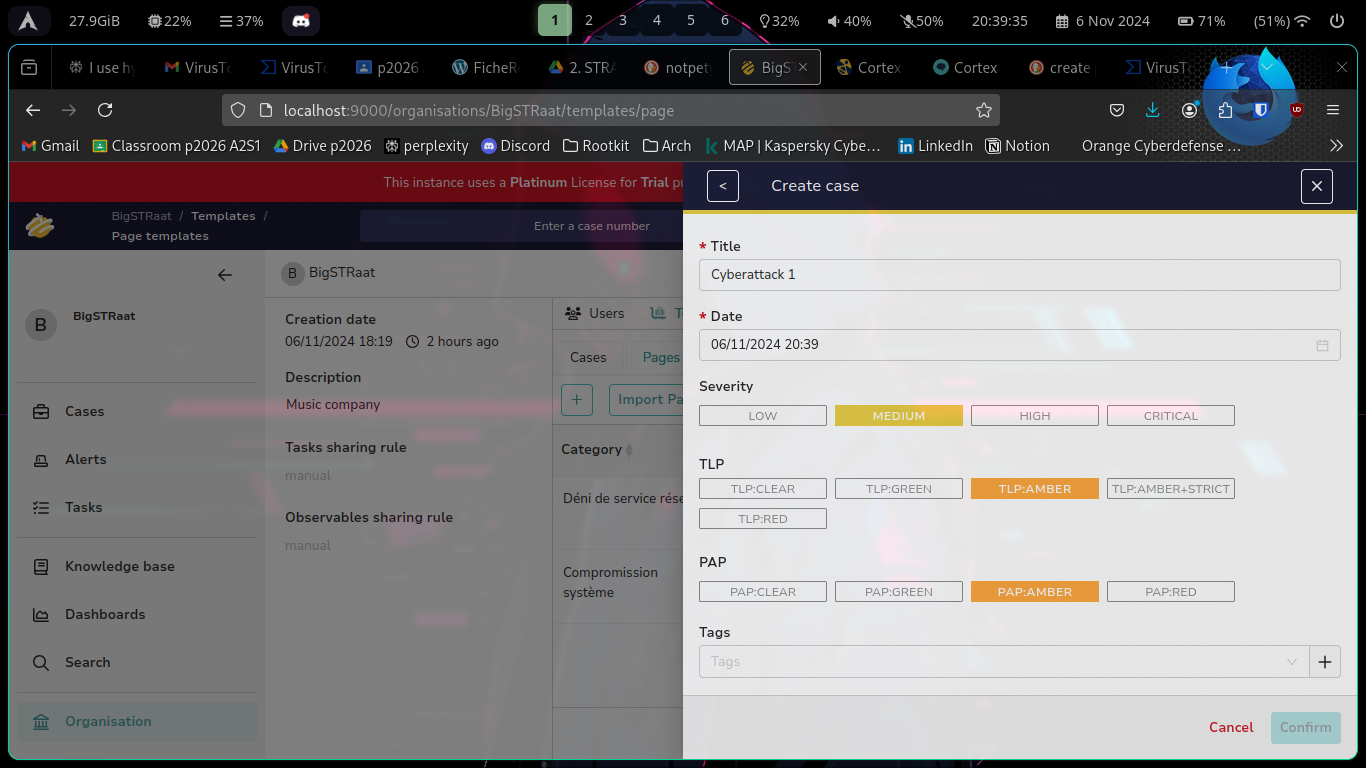 27.9GiB 22% 37% 1 2 3 4 5 6 32% 40% 50% 20:39:35 6 Nov 2024 71% (51%)
I use hy VirusTo VirusTo p2026 FicheR 2. STRA notpety BigST Cortex Cortex create VirusTo
localhost:9000/organisations/BigSTRaat/templates/page
Gmail Classroom p2026 A2S1 Drive p2026 perplexity Discord Rootkit Arch MAP | Kaspersky Cybe… LinkedIn Notion Orange Cyberdefense …
This instance uses a Platinum License for Trial pu
BigSTRaat / Templates /
Page templates
Enter a case number
B BigSTRaat
Cases
Alerts
Tasks
Knowledge base
Dashboards
Search
Organisation
B BigSTRaat
Creation date
06/11/2024 18:19 2 hours ago
Description
Music company
Tasks sharing rule
manual
Observables sharing rule
manual
Users T
Cases Pages
+ Import Pa
Category
Déni de service rése
Compromission
système
< Create case
* Title
Cyberattack 1
* Date
06/11/2024 20:39
Severity
LOW MEDIUM HIGH CRITICAL
TLP
TLP:CLEAR TLP:GREEN TLP:AMBER TLP:AMBER+STRICT
TLP:RED
PAP
PAP:CLEAR PAP:GREEN PAP:AMBER PAP:RED
Tags
Tags
Cancel Confirm